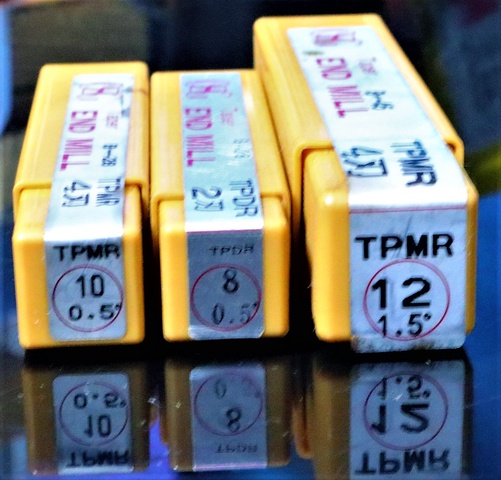 END MILL
4刃
TPMR
TPMR
10
0.5°
END MILL
2刃
TPDR
TPDR
8
0.5°
END MILL
4刃
TPMR
TPMR
12
1.5°